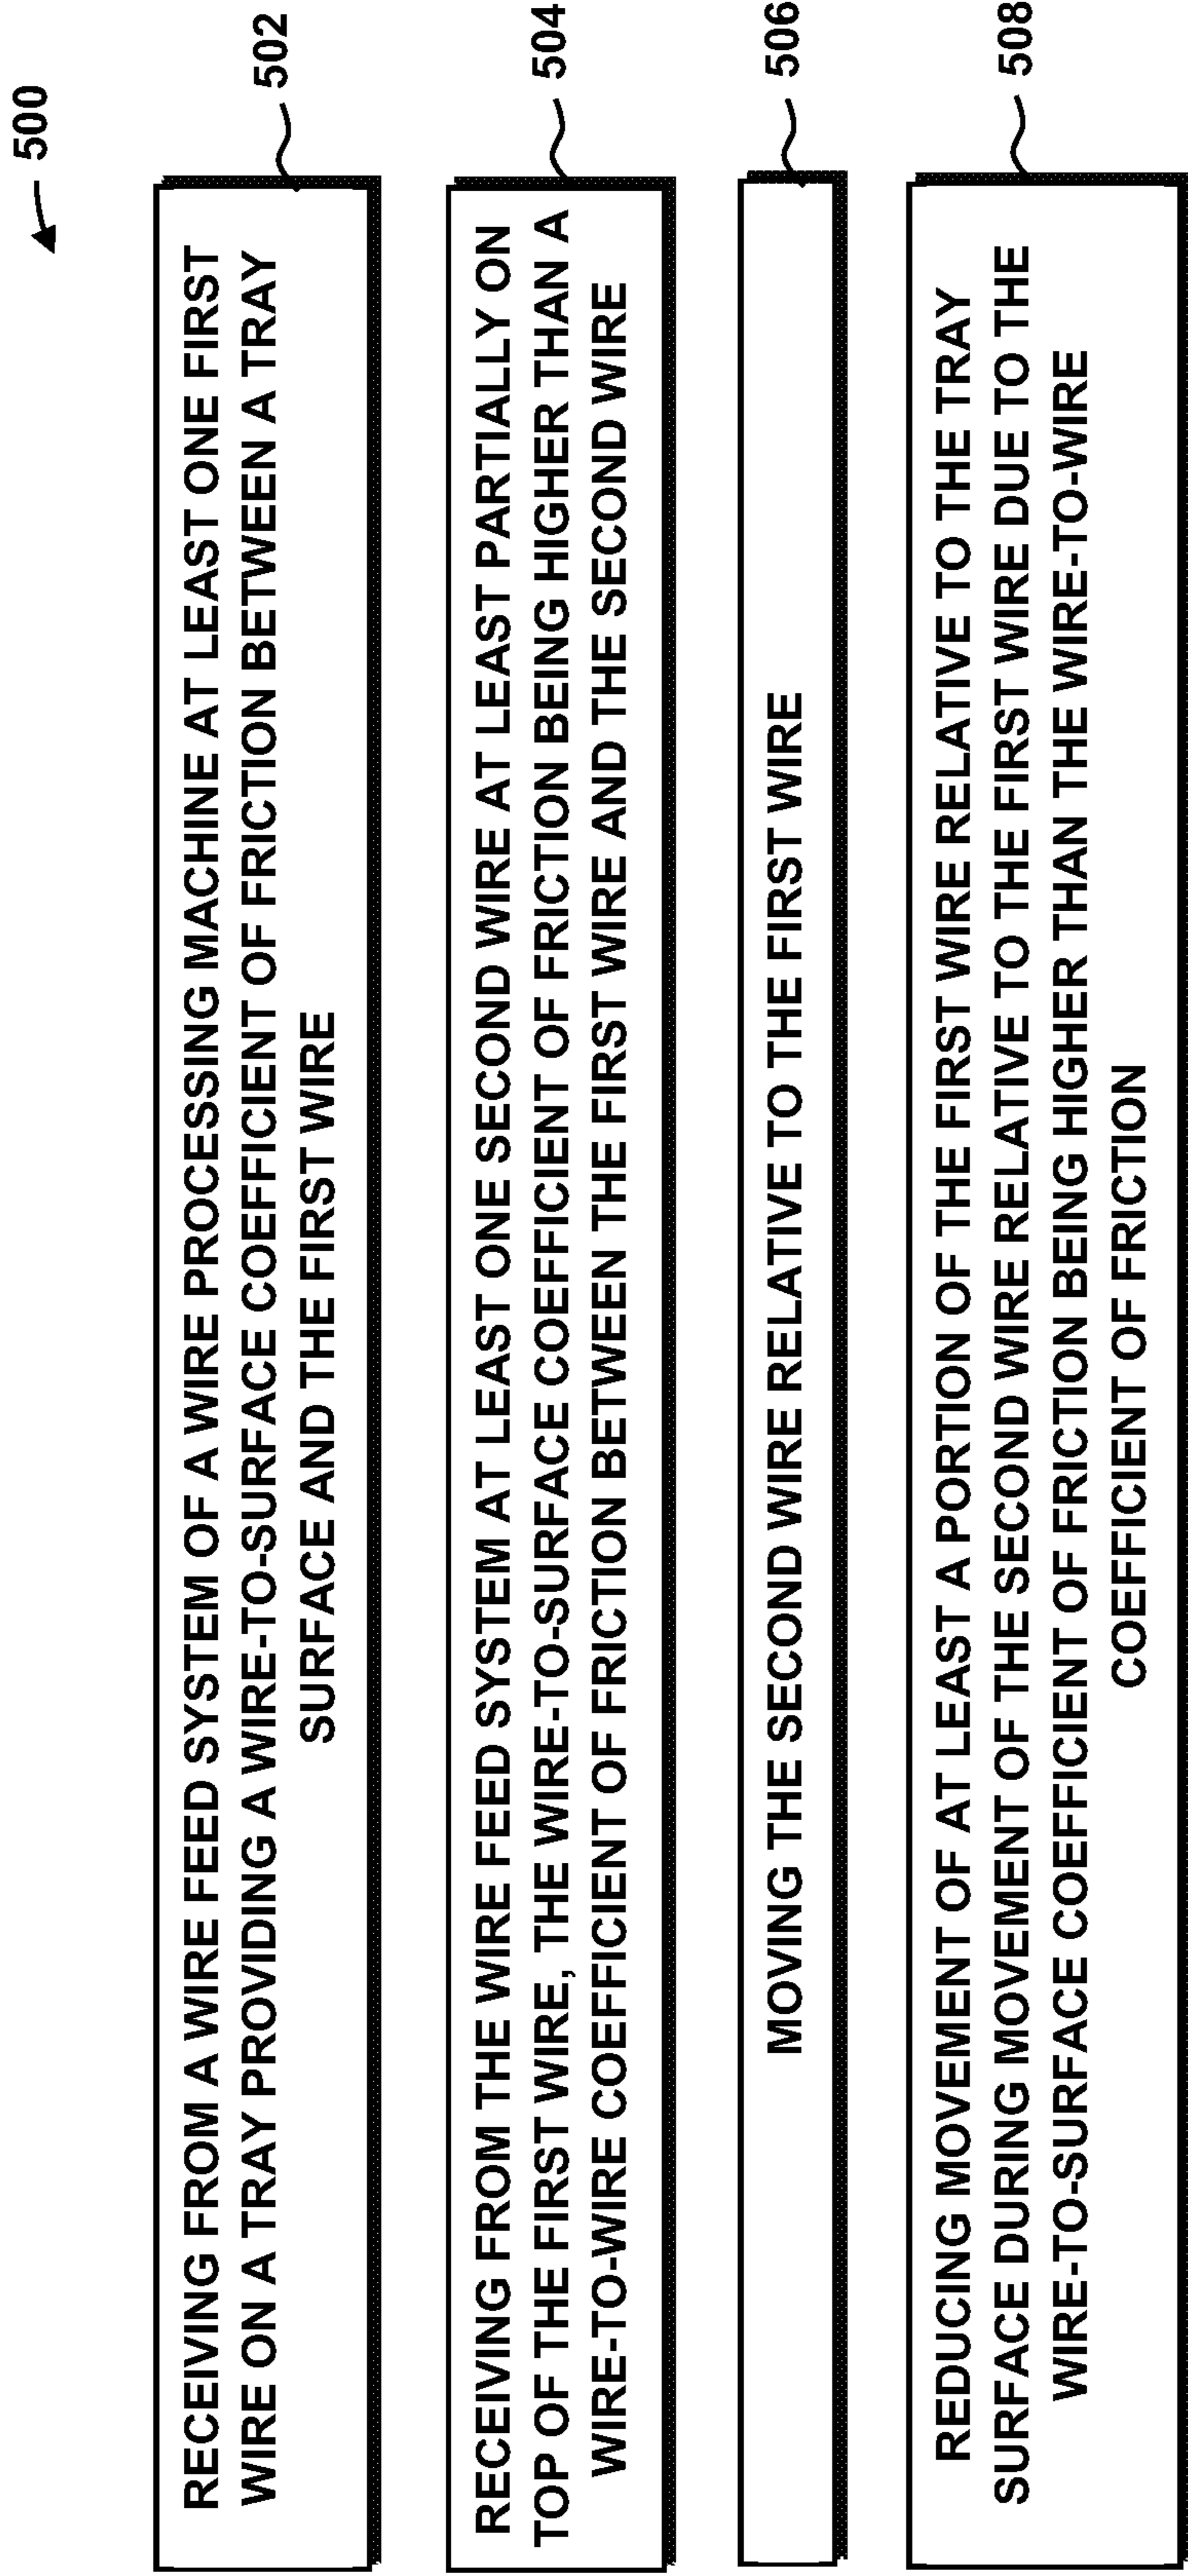 500
RECEIVING FROM A WIRE FEED SYSTEM OF A WIRE PROCESSING MACHINE AT LEAST ONE FIRST
WIRE ON A TRAY PROVIDING A WIRE-TO-SURFACE COEFFICIENT OF FRICTION BETWEEN A TRAY
SURFACE AND THE FIRST WIRE
502
RECEIVING FROM THE WIRE FEED SYSTEM AT LEAST ONE SECOND WIRE AT LEAST PARTIALLY ON
TOP OF THE FIRST WIRE, THE WIRE-TO-SURFACE COEFFICIENT OF FRICTION BEING HIGHER THAN A
WIRE-TO-WIRE COEFFICIENT OF FRICTION BETWEEN THE FIRST WIRE AND THE SECOND WIRE
504
MOVING THE SECOND WIRE RELATIVE TO THE FIRST WIRE
506
REDUCING MOVEMENT OF AT LEAST A PORTION OF THE FIRST WIRE RELATIVE TO THE TRAY
SURFACE DURING MOVEMENT OF THE SECOND WIRE RELATIVE TO THE FIRST WIRE DUE TO THE
WIRE-TO-SURFACE COEFFICIENT OF FRICTION BEING HIGHER THAN THE WIRE-TO-WIRE
COEFFICIENT OF FRICTION
508